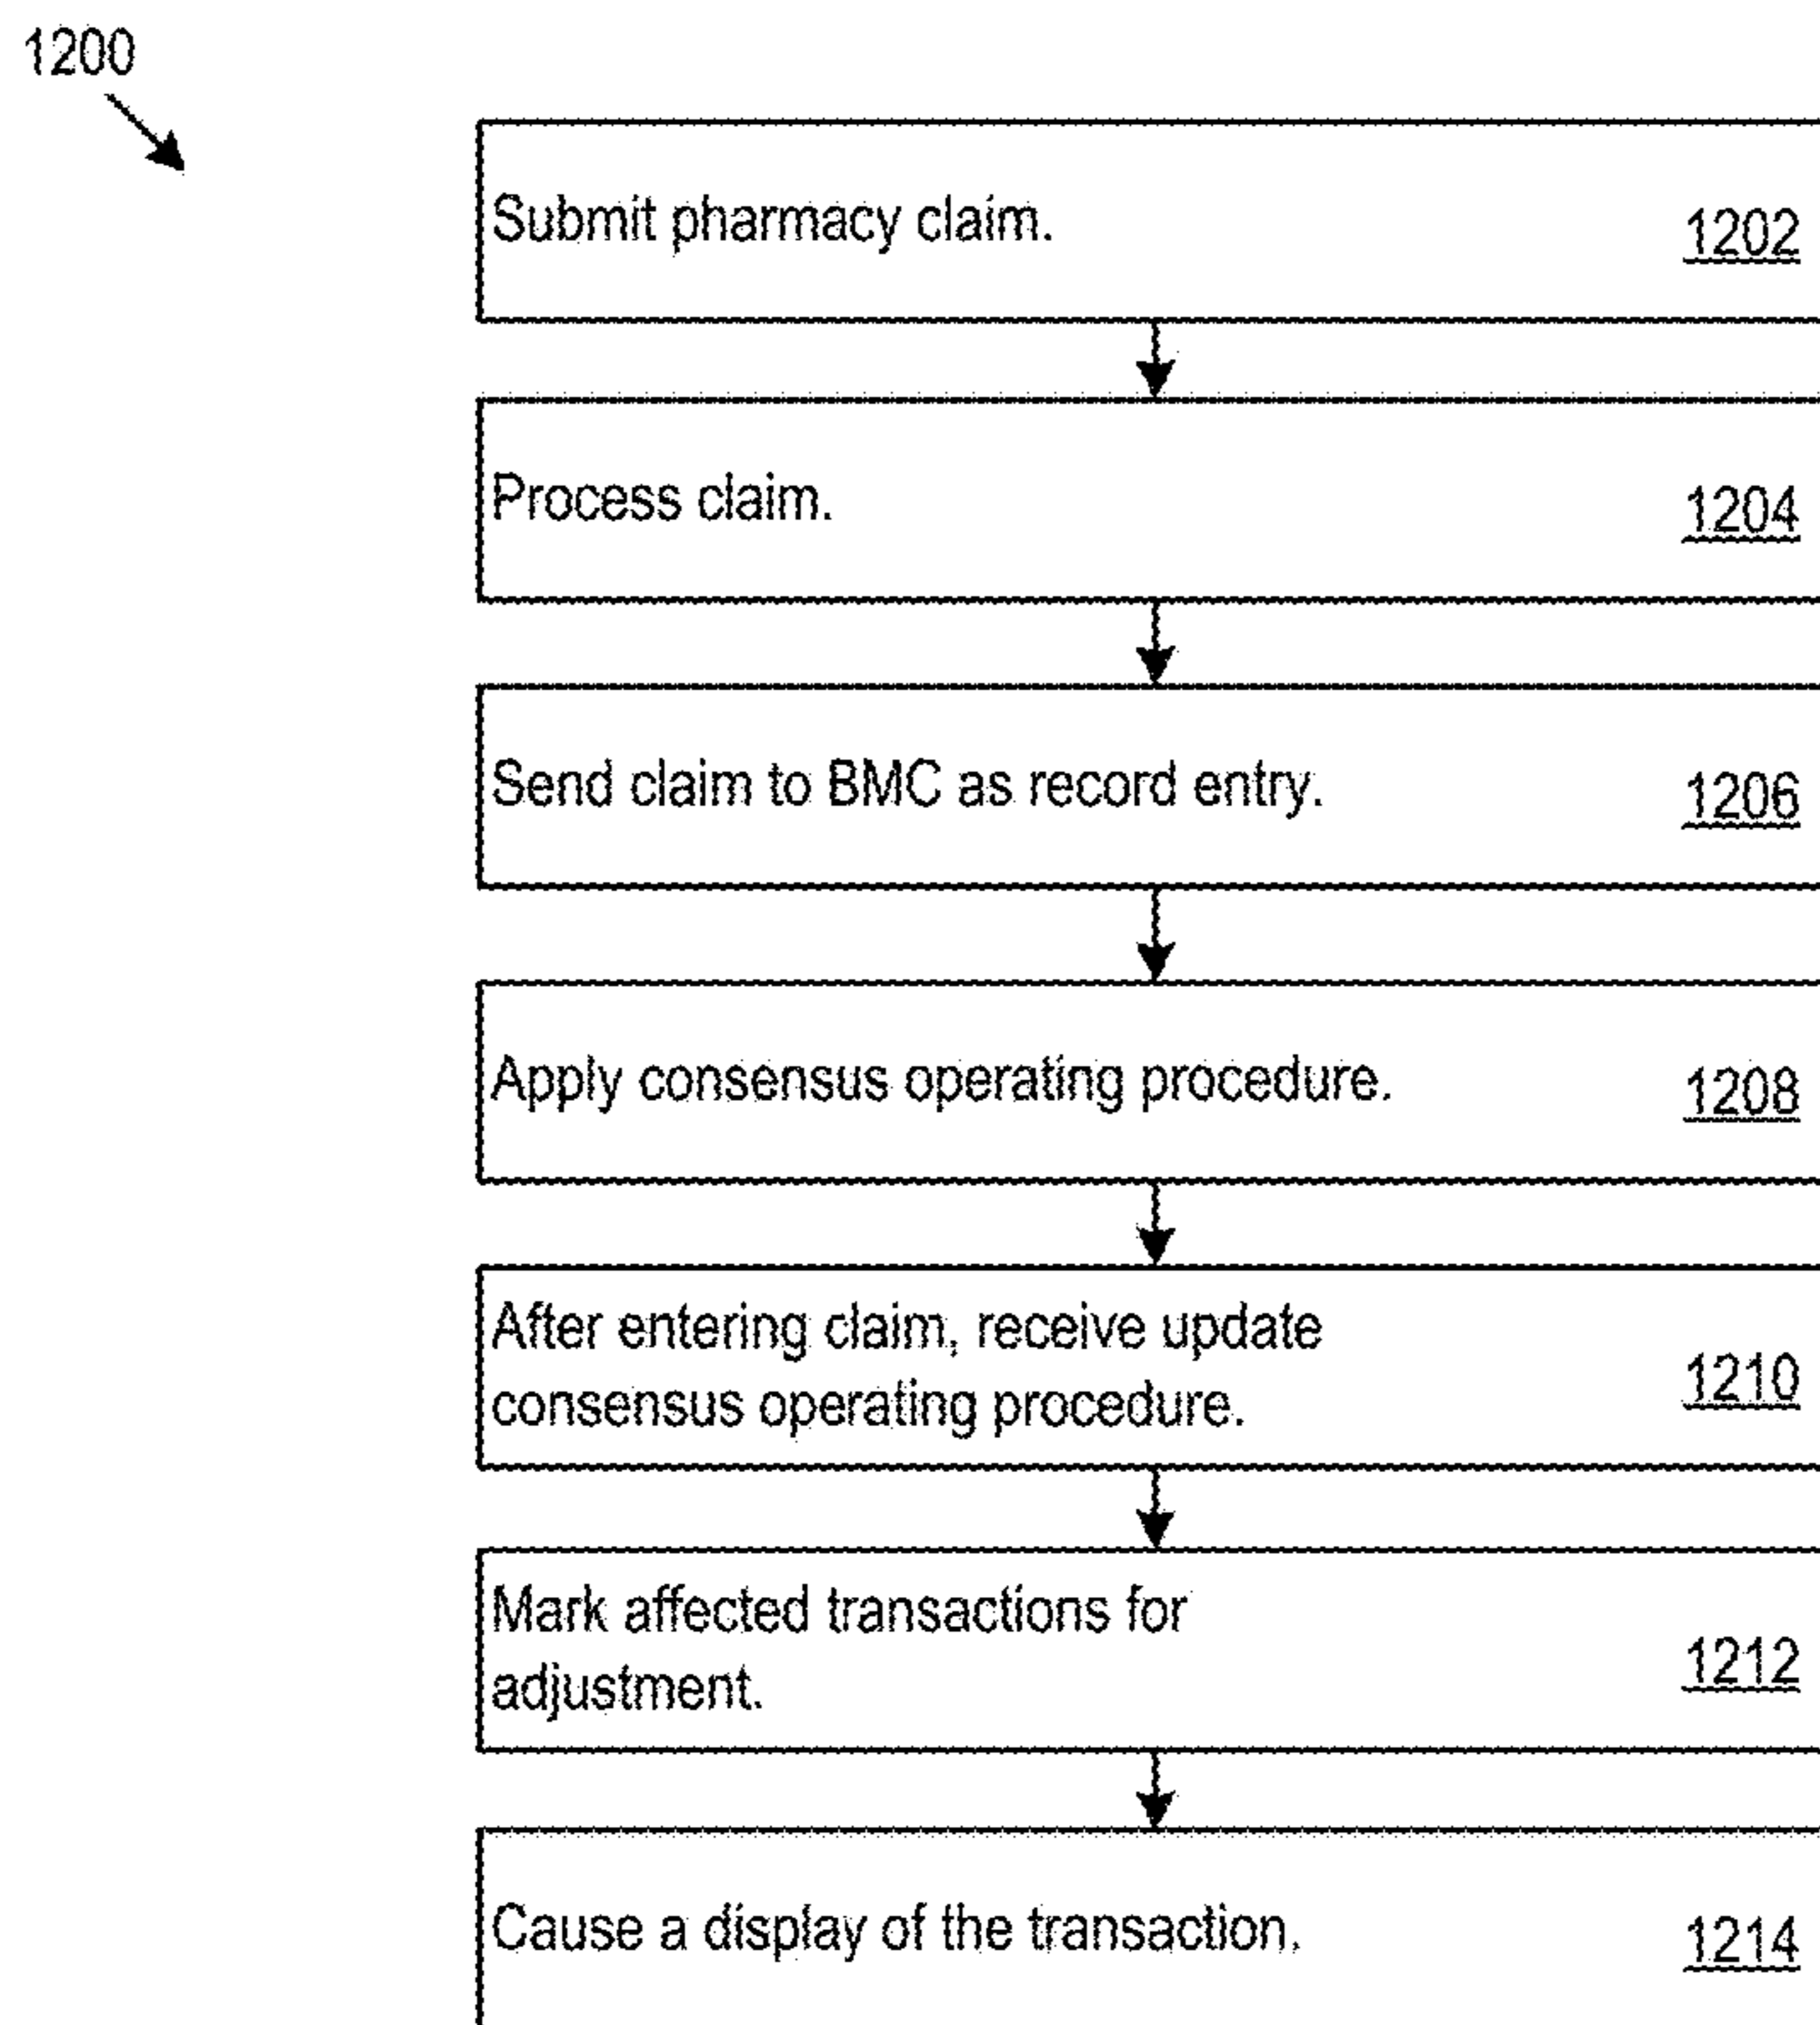 1200
Submit pharmacy claim.
1202
Process claim.
1204
Send claim to BMC as record entry.
1206
Apply consensus operating procedure.
1208
After entering claim, receive update
consensus operating procedure.
1210
Mark affected transactions for
adjustment.
1212
Cause a display of the transaction.
1214